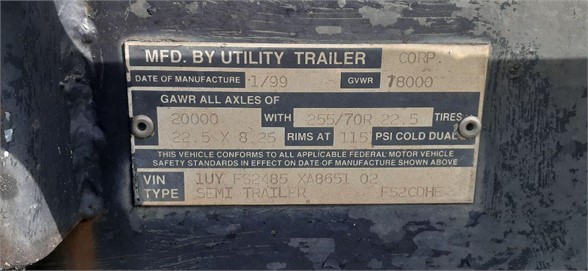 MFD. BY UTILITY TRAILER CORP.
DATE OF MANUFACTURE 1/99 GVWR 78000
GAWR ALL AXLES OF
20000 WITH 255/70R 22.5 TIRES
22.5 X 8.25 RIMS AT 115 PSI COLD DUAL
THIS VEHICLE CONFORMS TO ALL APPLICABLE FEDERAL MOTOR VEHICLE
SAFETY STANDARDS IN EFFECT ON DATE OF MANUFACTURE SHOWN ABOVE
VIN 1UY FS2485 XA8651 02
TYPE SEMI TRAILER FS2CDHE